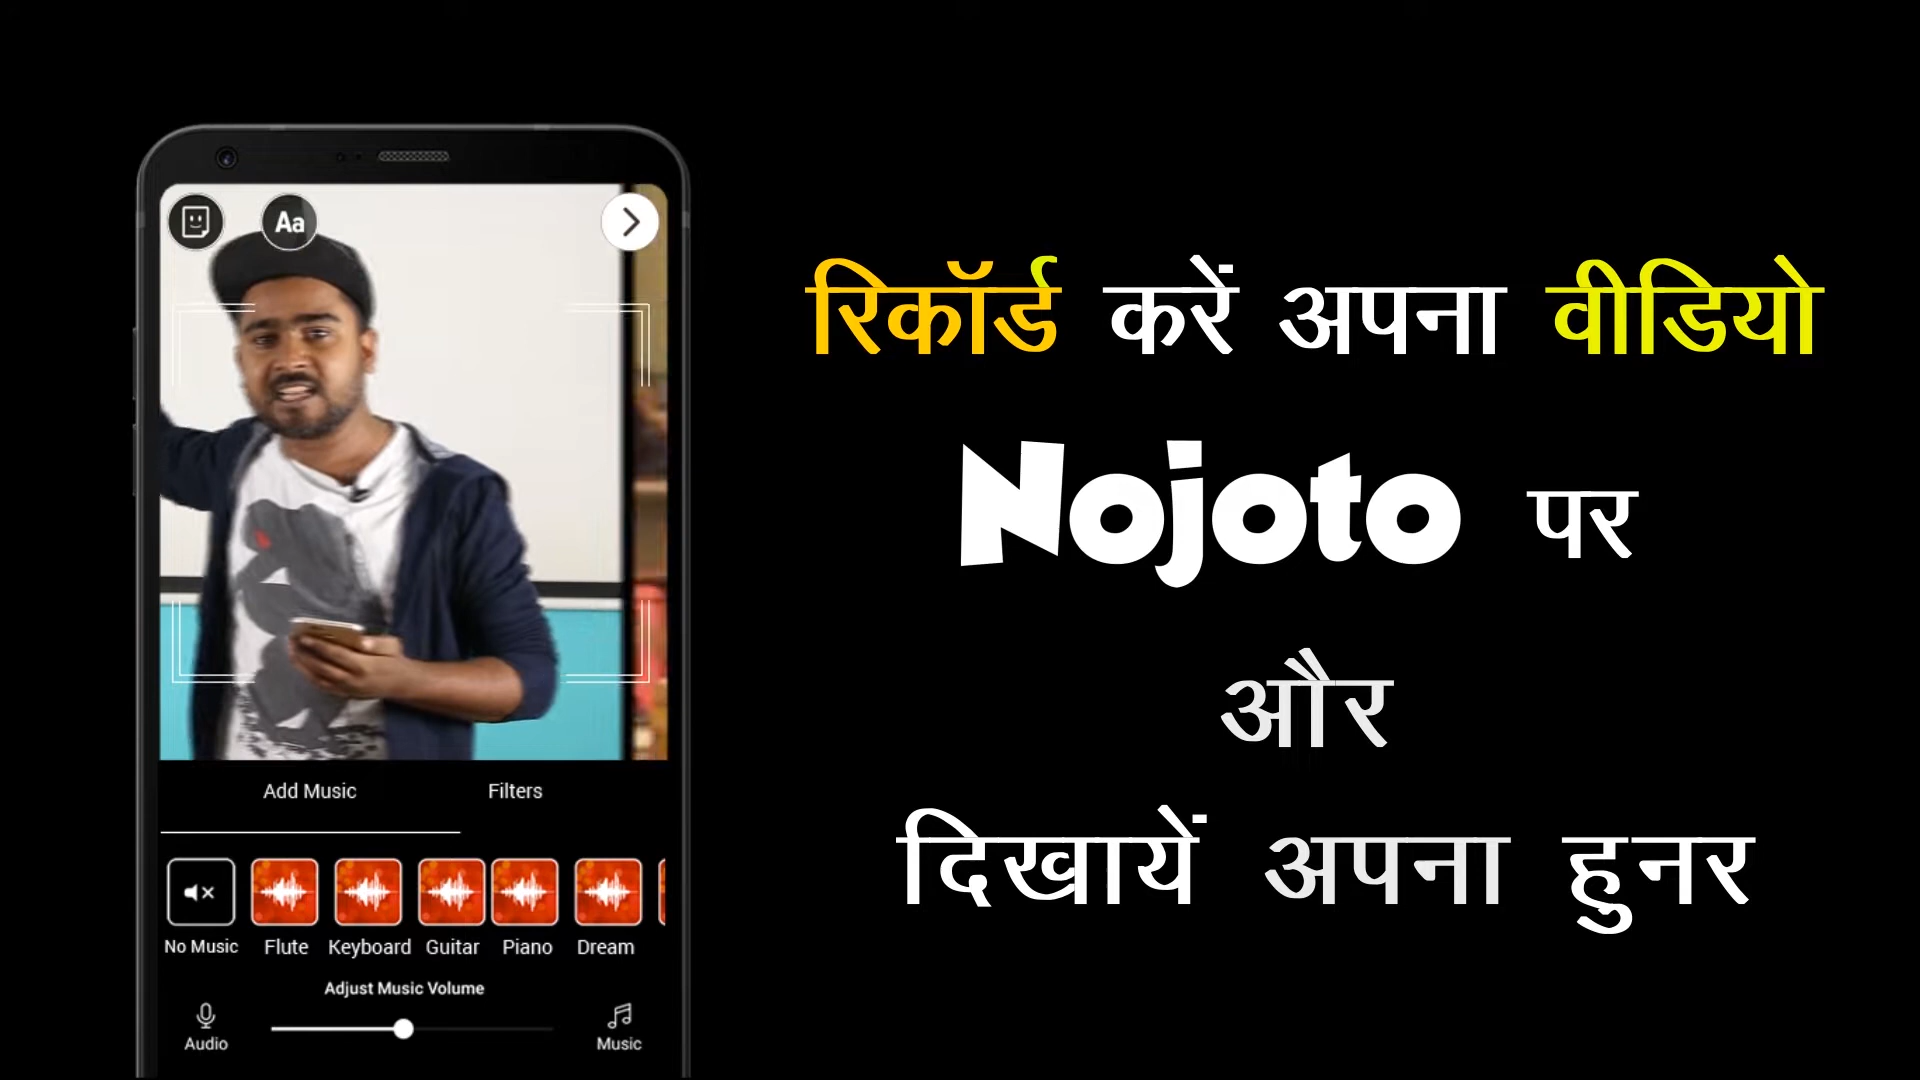 Aa
रिकॉर्ड करें अपना वीडियो
Nojoto पर
और
दिखायें अपना हुनर
Add Music Filters
No Music Flute Keyboard Guitar Piano Dream
Adjust Music Volume
Audio Music